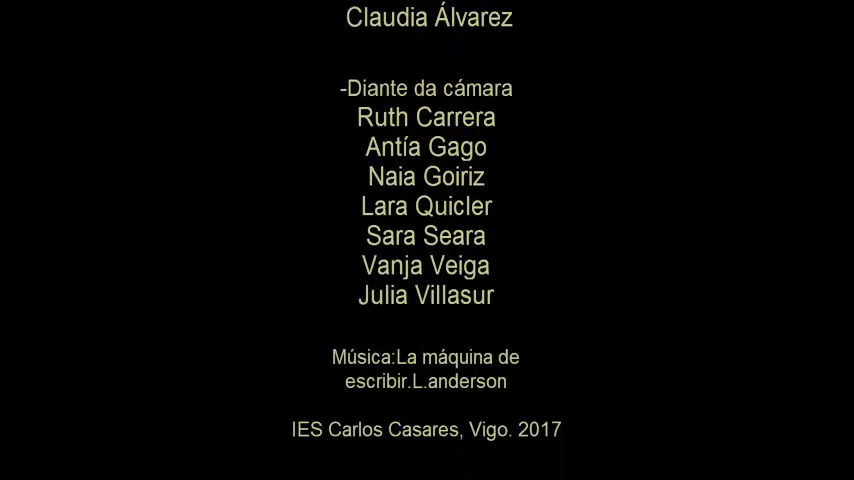 Claudia Álvarez
-Diante da cámara
Ruth Carrera
Antía Gago
Naia Goiriz
Lara Quicler
Sara Seara
Vanja Veiga
Julia Villasur
Música:La máquina de
escribir.L.anderson
IES Carlos Casares, Vigo. 2017